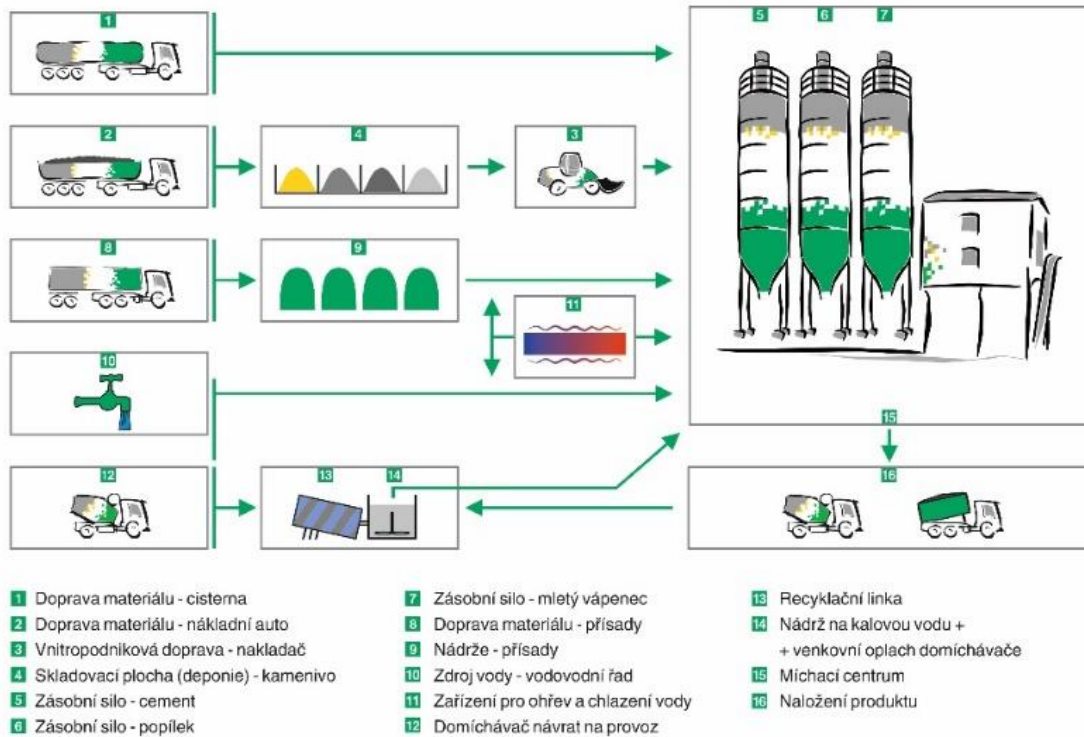 1
5
6
7
2
4
3
8
9
11
10
15
12
13
14
16
1 Doprava materiálu - cisterna
2 Doprava materiálu - nákladní auto
3 Vnitropodniková doprava - nakladač
4 Skladovací plocha (deponie) - kamenivo
5 Zásobní silo - cement
6 Zásobní silo - popílek
7 Zásobní silo - mletý vápenec
8 Doprava materiálu - přísady
9 Nádrže - přísady
10 Zdroj vody - vodovodní řad
11 Zařízení pro ohřev a chlazení vody
12 Domíchávač návrat na provoz
13 Recyklační linka
14 Nádrž na kalovou vodu +
+ venkovní oplach domíchávače
15 Míchací centrum
16 Naložení produktu